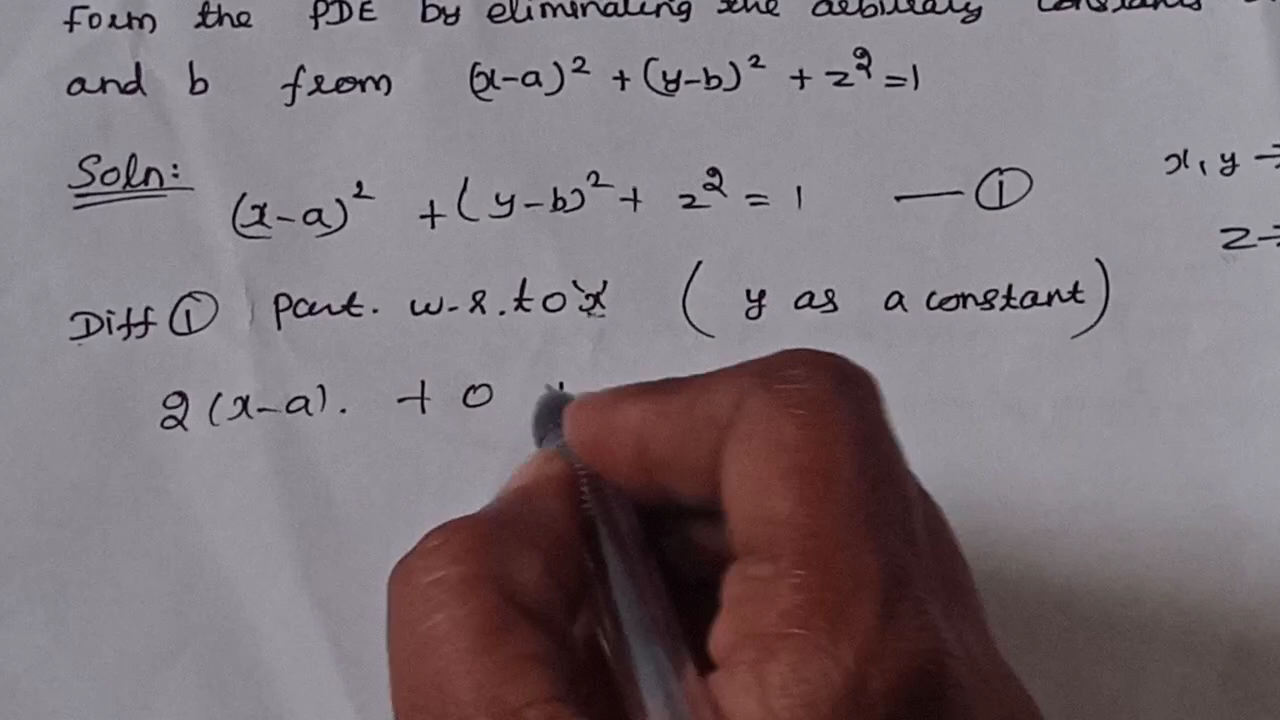 Form the PDE by eliminating the arbitrary constants
and b from (x-a)² + (y-b)² + z² = 1
Soln:
(x-a)² + (y-b)² + z² = 1 — ①
x, y →
z →
Diff ① part. w.r.to x (y as a constant)
2(x-a). + 0 +